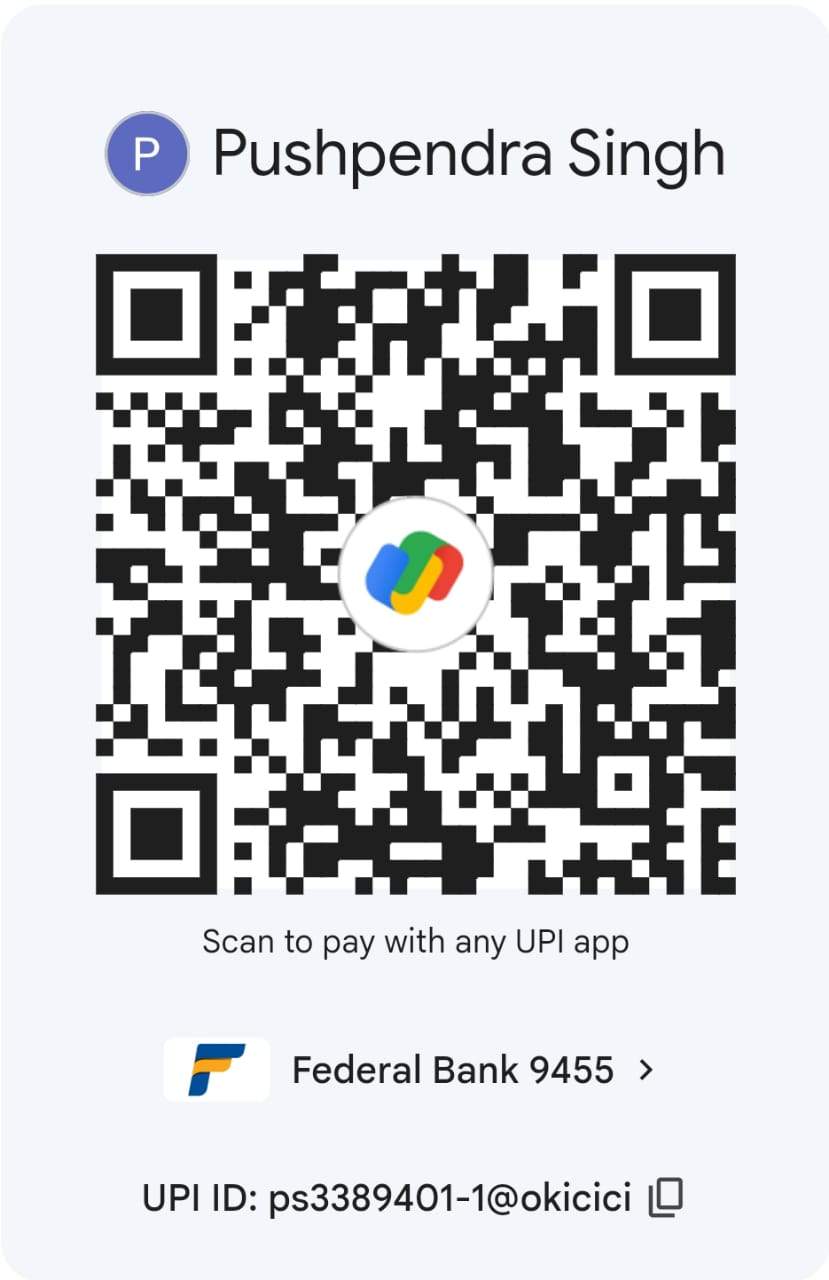 P Pushpendra Singh
Scan to pay with any UPI app
Federal Bank 9455
UPI ID: ps3389401-1@okicici